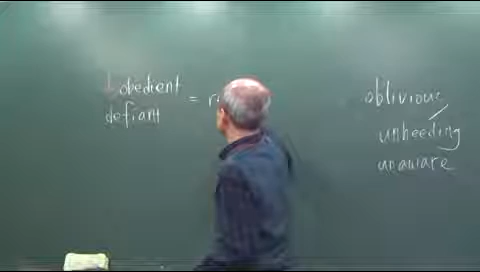 obedient
defiant =
oblivious
unheeding
unaware